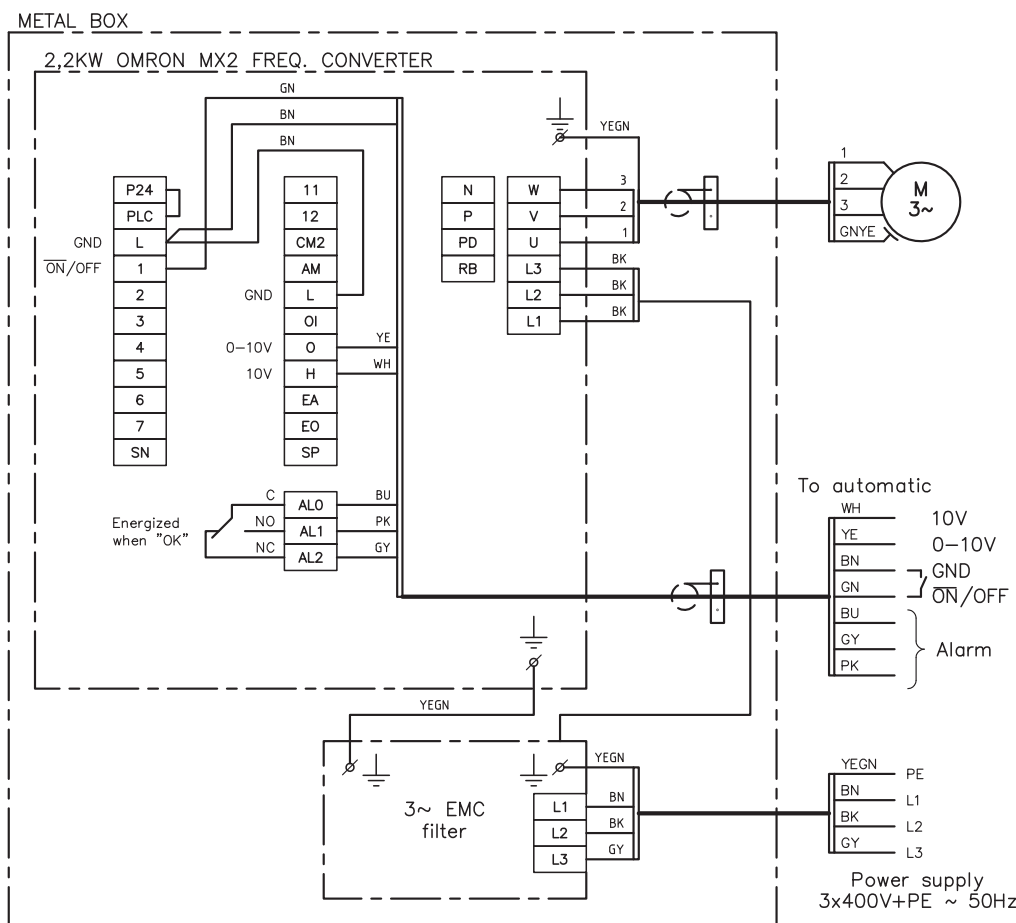 METAL BOX
2,2KW OMRON MX2 FREQ. CONVERTER
GN
BN
BN
YEGN
P24
PLC
GND L
ON/OFF 1
2
3
4
5
6
7
SN
11
12
CM2
AM
GND L
OI
0–10V O YE
10V H WH
EA
EO
SP
N
P
PD
RB
W 3
V 2
U 1
L3 BK
L2 BK
L1 BK
1
2
3
GNYE
M
3~
Energized
when "OK"
C AL0 BU
NO AL1 PK
NC AL2 GY
To automatic
WH 10V
YE 0–10V
BN GND
GN ON/OFF
BU
GY Alarm
PK
YEGN
3~ EMC
filter
YEGN
L1 BN
L2 BK
L3 GY
YEGN PE
BN L1
BK L2
GY L3
Power supply
3x400V+PE ~ 50Hz